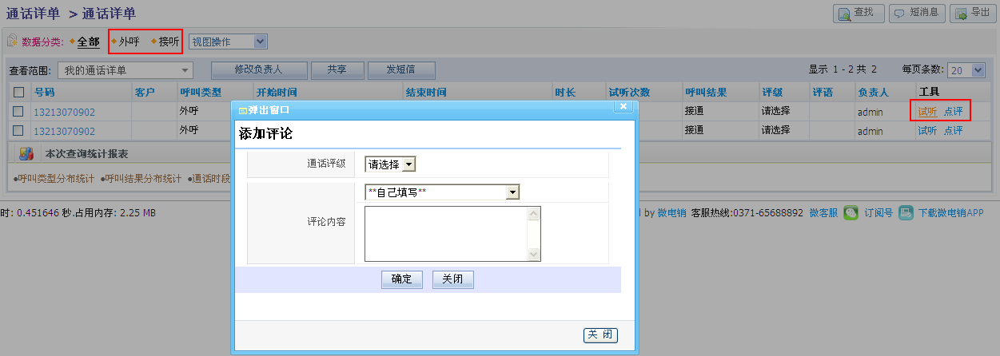 通话详单 > 通话详单 查找 短消息 导出
数据分类: 全部 外呼 接听 视图操作
查看范围: 我的通话详单 修改负责人 共享 发短信 显示 1 - 2 共 2 每页条数: 20
号码 客户 呼叫类型 开始时间 结束时间 时长 试听次数 呼叫结果 评级 评语 负责人 工具
13213070902 外呼 接通 请选择 admin 试听 点评
13213070902 外呼 接通 请选择 admin 试听 点评
本次查询统计报表
●呼叫类型分布统计 ●呼叫结果分布统计 ●通话时段
时: 0.451646 秒.占用内存: 2.25 MB by 微电销 客服热线:0371-65688892 微客服 订阅号 下载微电销APP
弹出窗口
添加评论
通话评级 请选择
**自己填写**
评论内容
确定 关闭
关 闭